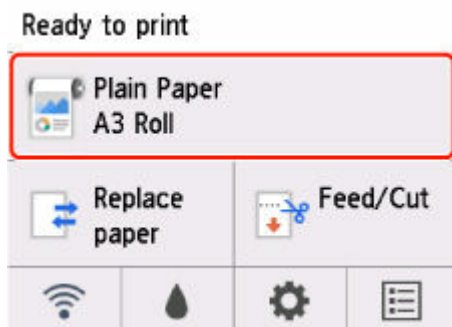 Ready to print
Plain Paper
A3 Roll
Replace
paper
Feed/Cut